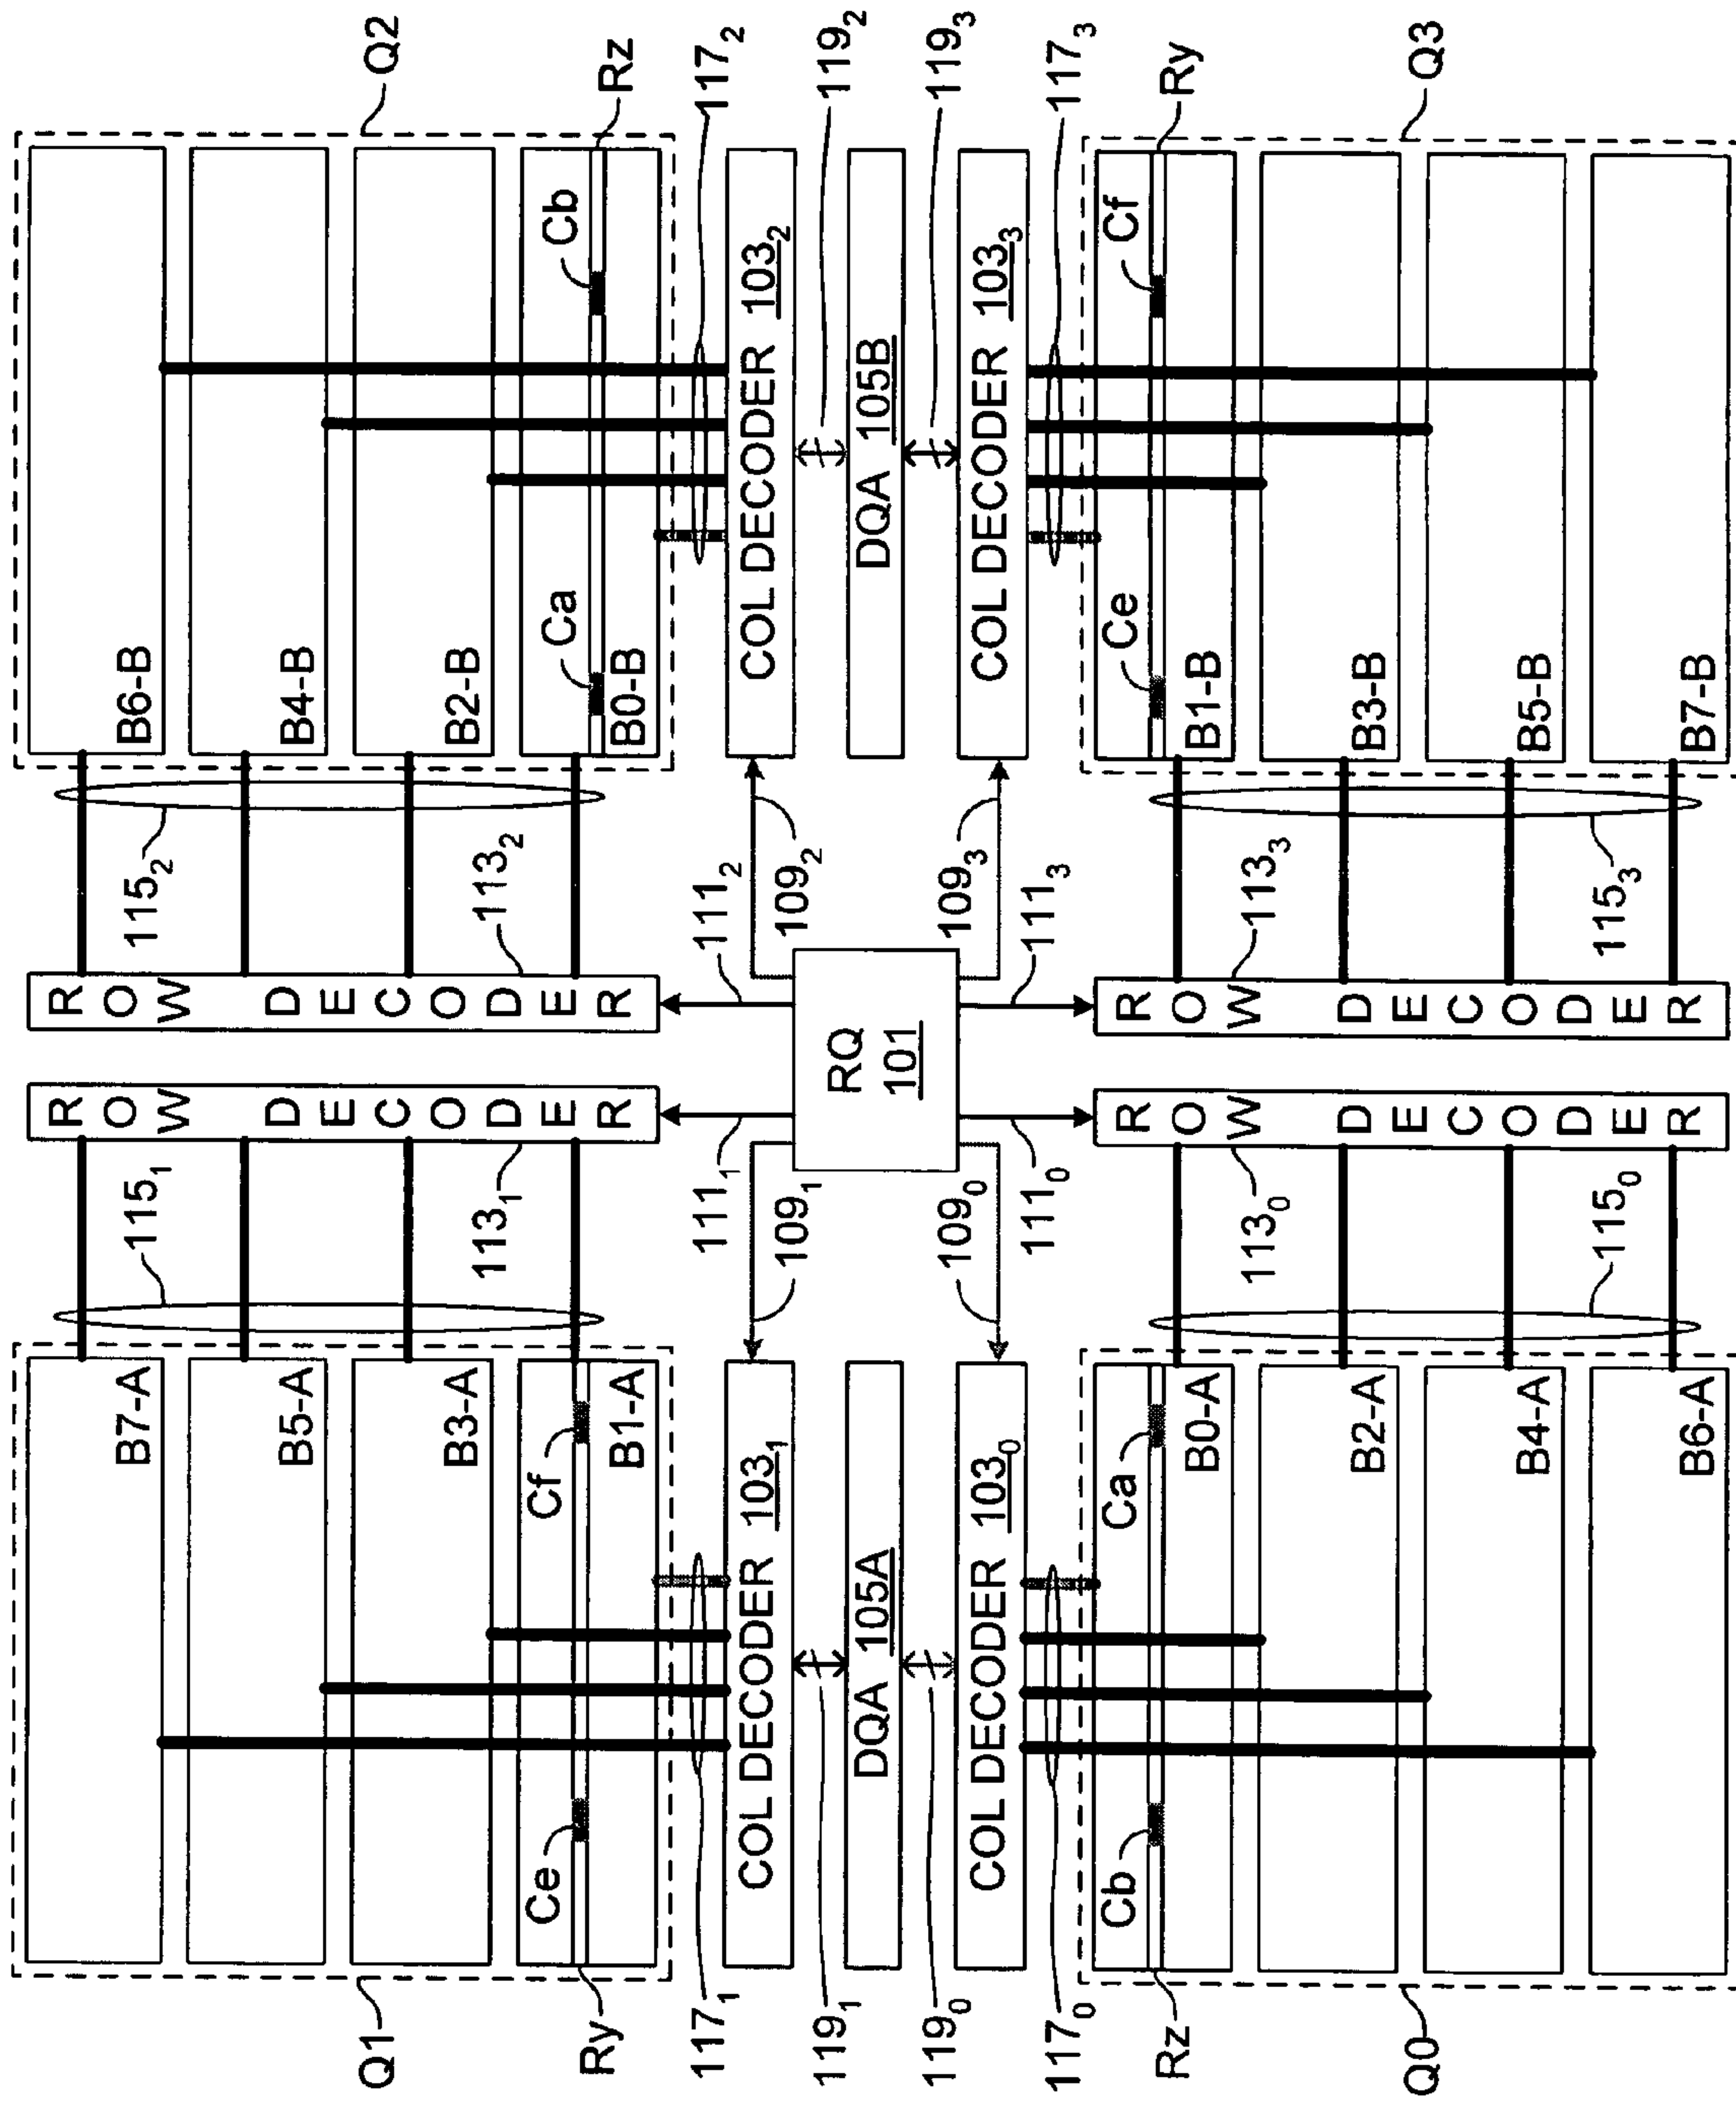 Q1
Q2
B7-A
B5-A
B3-A
B1-A
Ce
Cf
Ry
115₁
113₁
ROW DECODER
ROW DECODER
115₂
113₂
B6-B
B4-B
B2-B
B0-B
Ca
Cb
Rz
117₁
111₁
111₂
117₂
COL DECODER 103₁
109₁
109₂
COL DECODER 103₂
119₁
119₂
DQA 105A
RQ
101
DQA 105B
119₀
119₃
COL DECODER 103₀
109₀
109₃
COL DECODER 103₃
117₀
111₀
111₃
117₃
Rz
Cb
Ca
B0-A
B2-A
B4-A
B6-A
113₀
115₀
ROW DECODER
ROW DECODER
113₃
115₃
Ce
Cf
Ry
B1-B
B3-B
B5-B
B7-B
Q0
Q3